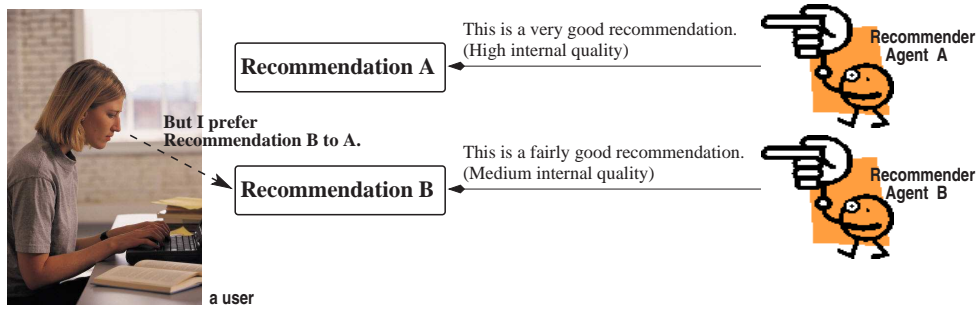 This is a very good recommendation.
(High internal quality)
Recommender
Agent A
Recommendation A
But I prefer
Recommendation B to A.
This is a fairly good recommendation.
(Medium internal quality)
Recommender
Agent B
Recommendation B
a user